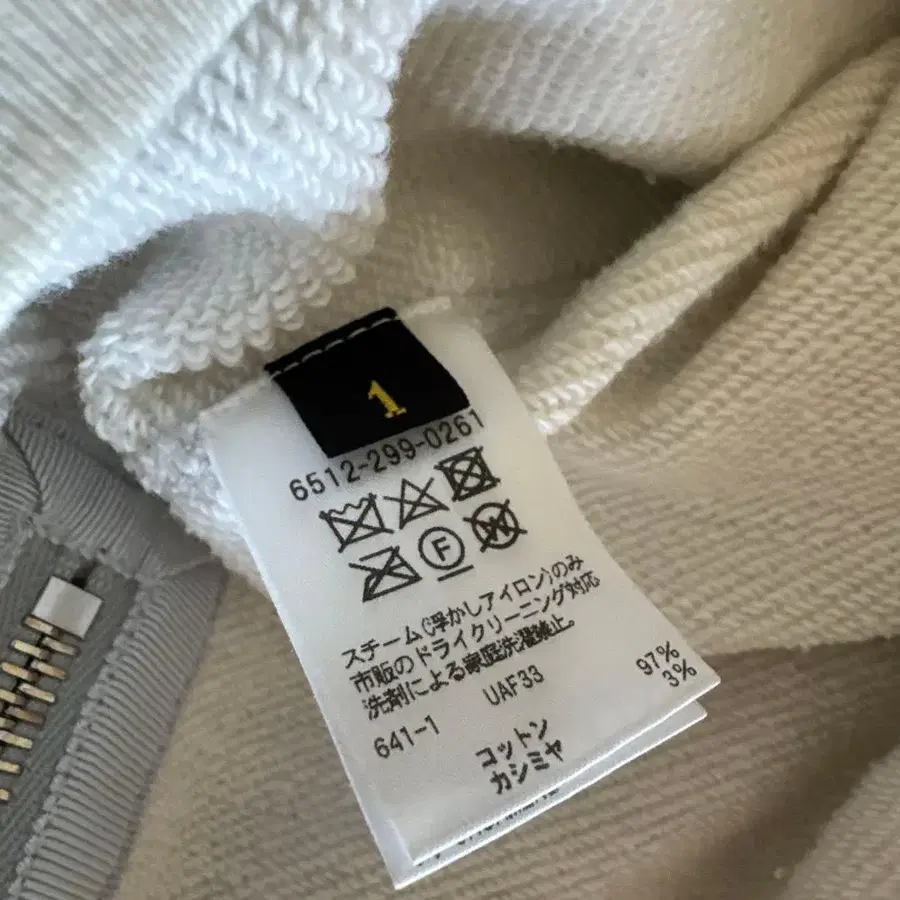 1
6512-299-0261
F W
スチーム(浮かしアイロン)のみ
市販のドライクリーニング対応
洗剤による家庭洗濯禁止。
641-1 UAF33
コットン 97%
カシミヤ 3%